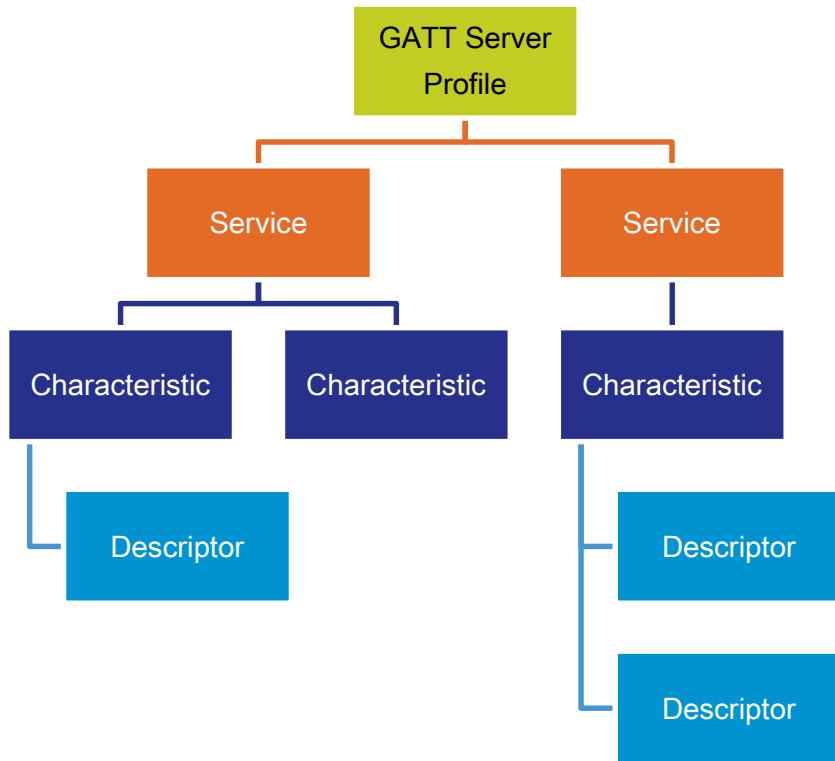 GATT Server
Profile
Service
Service
Characteristic
Characteristic
Characteristic
Descriptor
Descriptor
Descriptor